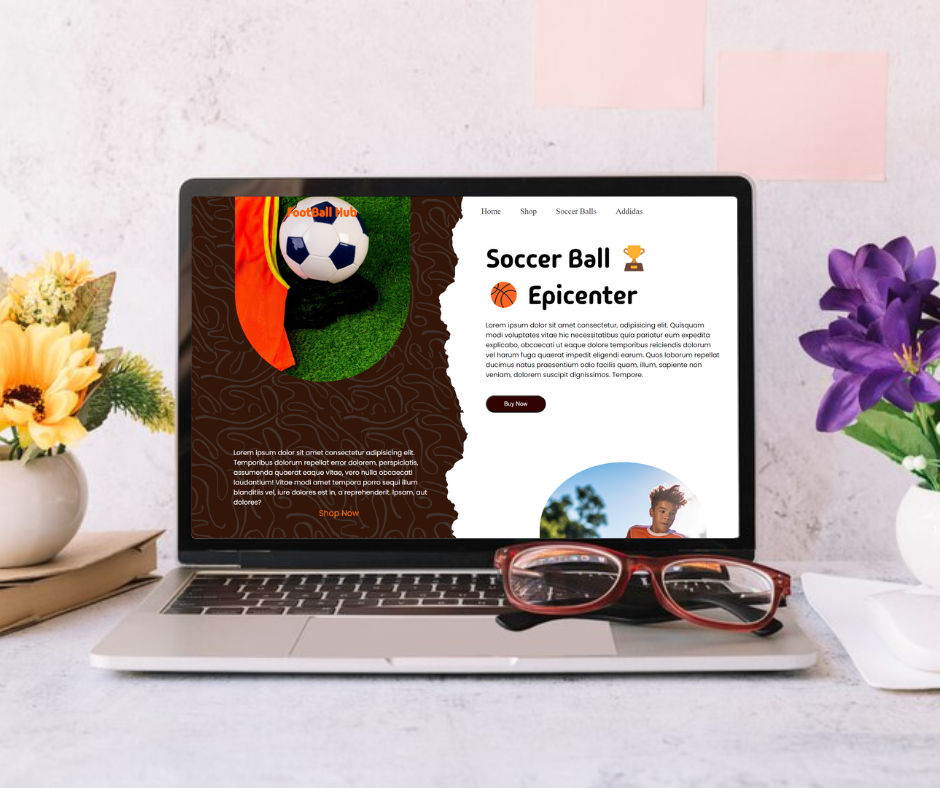 FootBall Hub
Home Shop Soccer Balls Addidas
Soccer Ball
Epicenter
Lorem ipsum dolor sit amet consectetur, adipisicing elit. Quisquam
modi voluptates vitae hic necessitatibus quia pariatur eum expedita
explicabo, obcaecati ut eaque dolore temporibus reiciendis dolorum
vel harum fuga quaerat impedit eligendi earum. Quos laborum repellat
ducimus natus praesentium odio facilis quam, illum, sapiente non
veniam, dolorem suscipit dignissimos. Tempore.
Buy Now
Lorem ipsum dolor sit amet consectetur adipisicing elit.
Temporibus dolorum repellat error dolorem, perspiciatis,
assumenda quaerat eaque vitae, vero nulla obcaecati
laudantium! Vitae modi amet tempora porro sequi illum
blanditiis vel, iure dolores est in, a reprehenderit. Ipsam, aut
dolores?
Shop Now